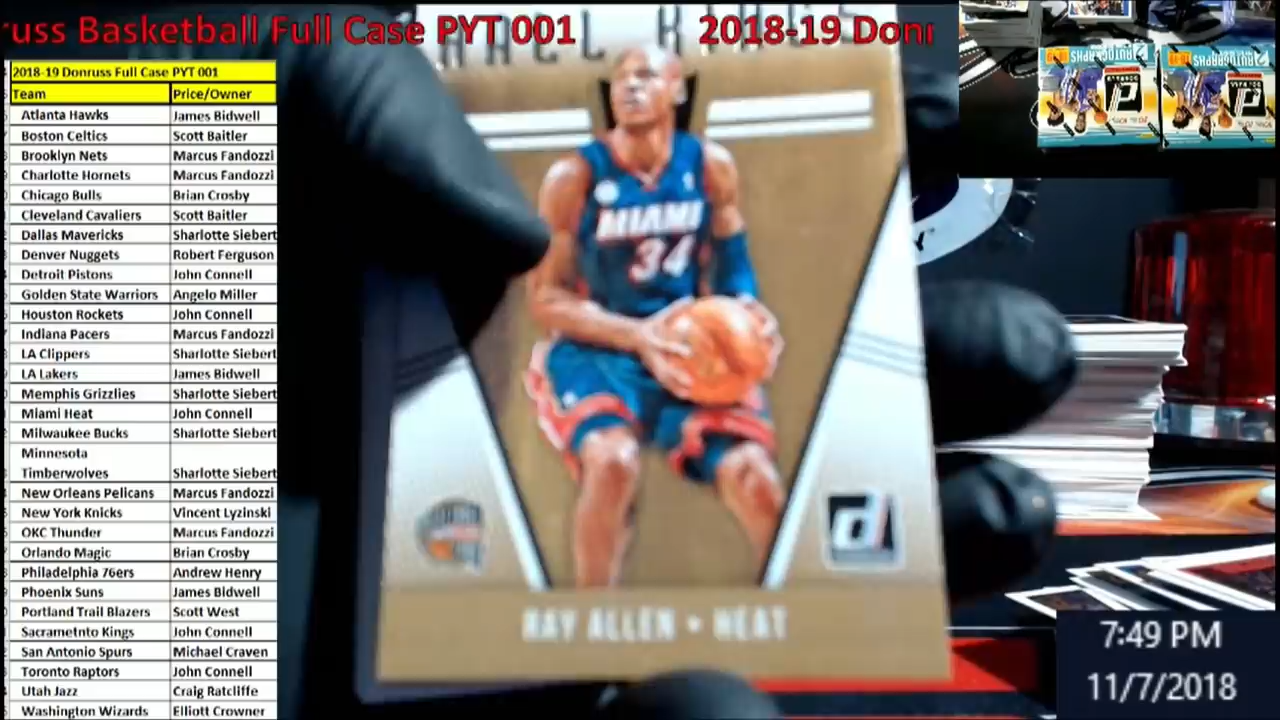 russ Basketball Full Case PYT 001 2018-19 Donr
2018-19 Donruss Full Case PYT 001
Team Price/Owner
Atlanta Hawks James Bidwell
Boston Celtics Scott Baitler
Brooklyn Nets Marcus Fandozzi
Charlotte Hornets Marcus Fandozzi
Chicago Bulls Brian Crosby
Cleveland Cavaliers Scott Baitler
Dallas Mavericks Sharlotte Siebert
Denver Nuggets Robert Ferguson
Detroit Pistons John Connell
Golden State Warriors Angelo Miller
Houston Rockets John Connell
Indiana Pacers Marcus Fandozzi
LA Clippers Sharlotte Siebert
LA Lakers James Bidwell
Memphis Grizzlies Sharlotte Siebert
Miami Heat John Connell
Milwaukee Bucks Sharlotte Siebert
Minnesota
Timberwolves Sharlotte Siebert
New Orleans Pelicans Marcus Fandozzi
New York Knicks Vincent Lyzinski
OKC Thunder Marcus Fandozzi
Orlando Magic Brian Crosby
Philadelphia 76ers Andrew Henry
Phoenix Suns James Bidwell
Portland Trail Blazers Scott West
Sacrametnto Kings John Connell
San Antonio Spurs Michael Craven
Toronto Raptors John Connell
Utah Jazz Craig Ratcliffe
Washington Wizards Elliott Crowner
MIAMI
34
d
RAY ALLEN • HEAT
7:49 PM
11/7/2018